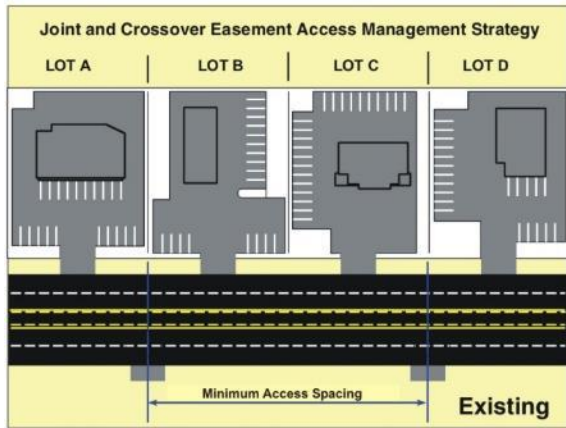 Joint and Crossover Easement Access Management Strategy
LOT A LOT B LOT C LOT D
Minimum Access Spacing
Existing